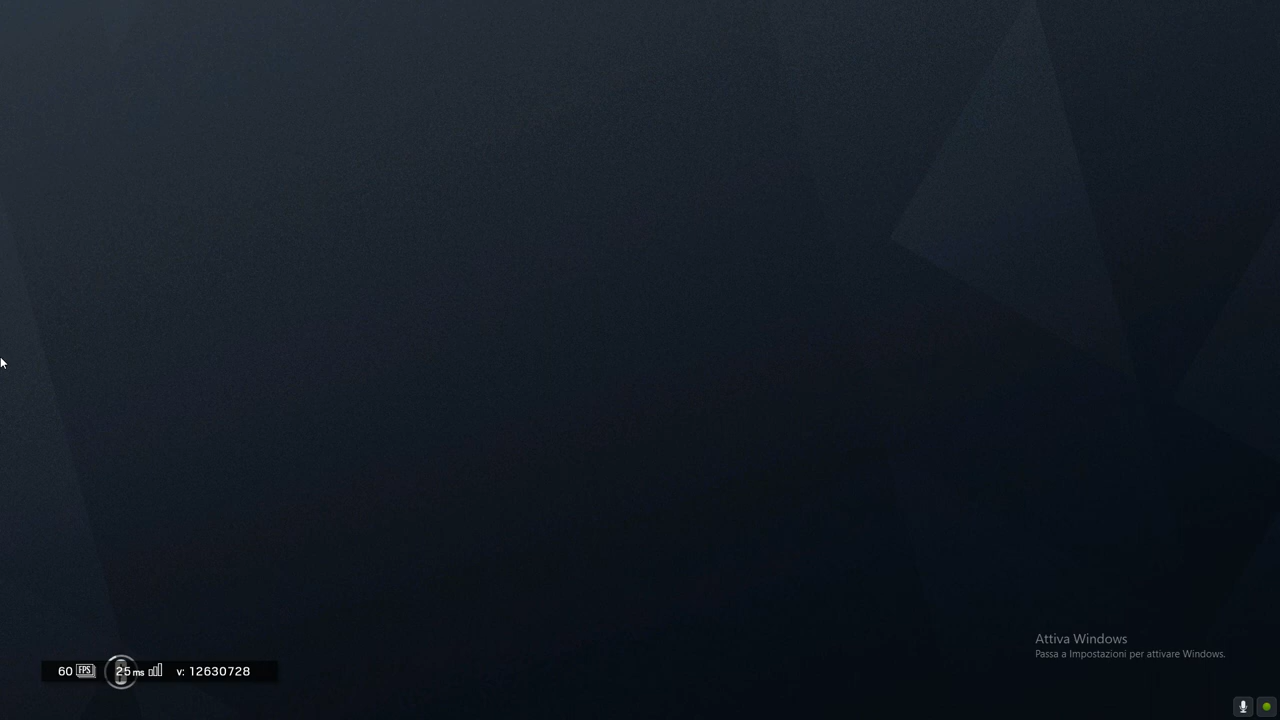 Attiva Windows
Passa a Impostazioni per attivare Windows.
60 FPS 25 ms v: 12630728